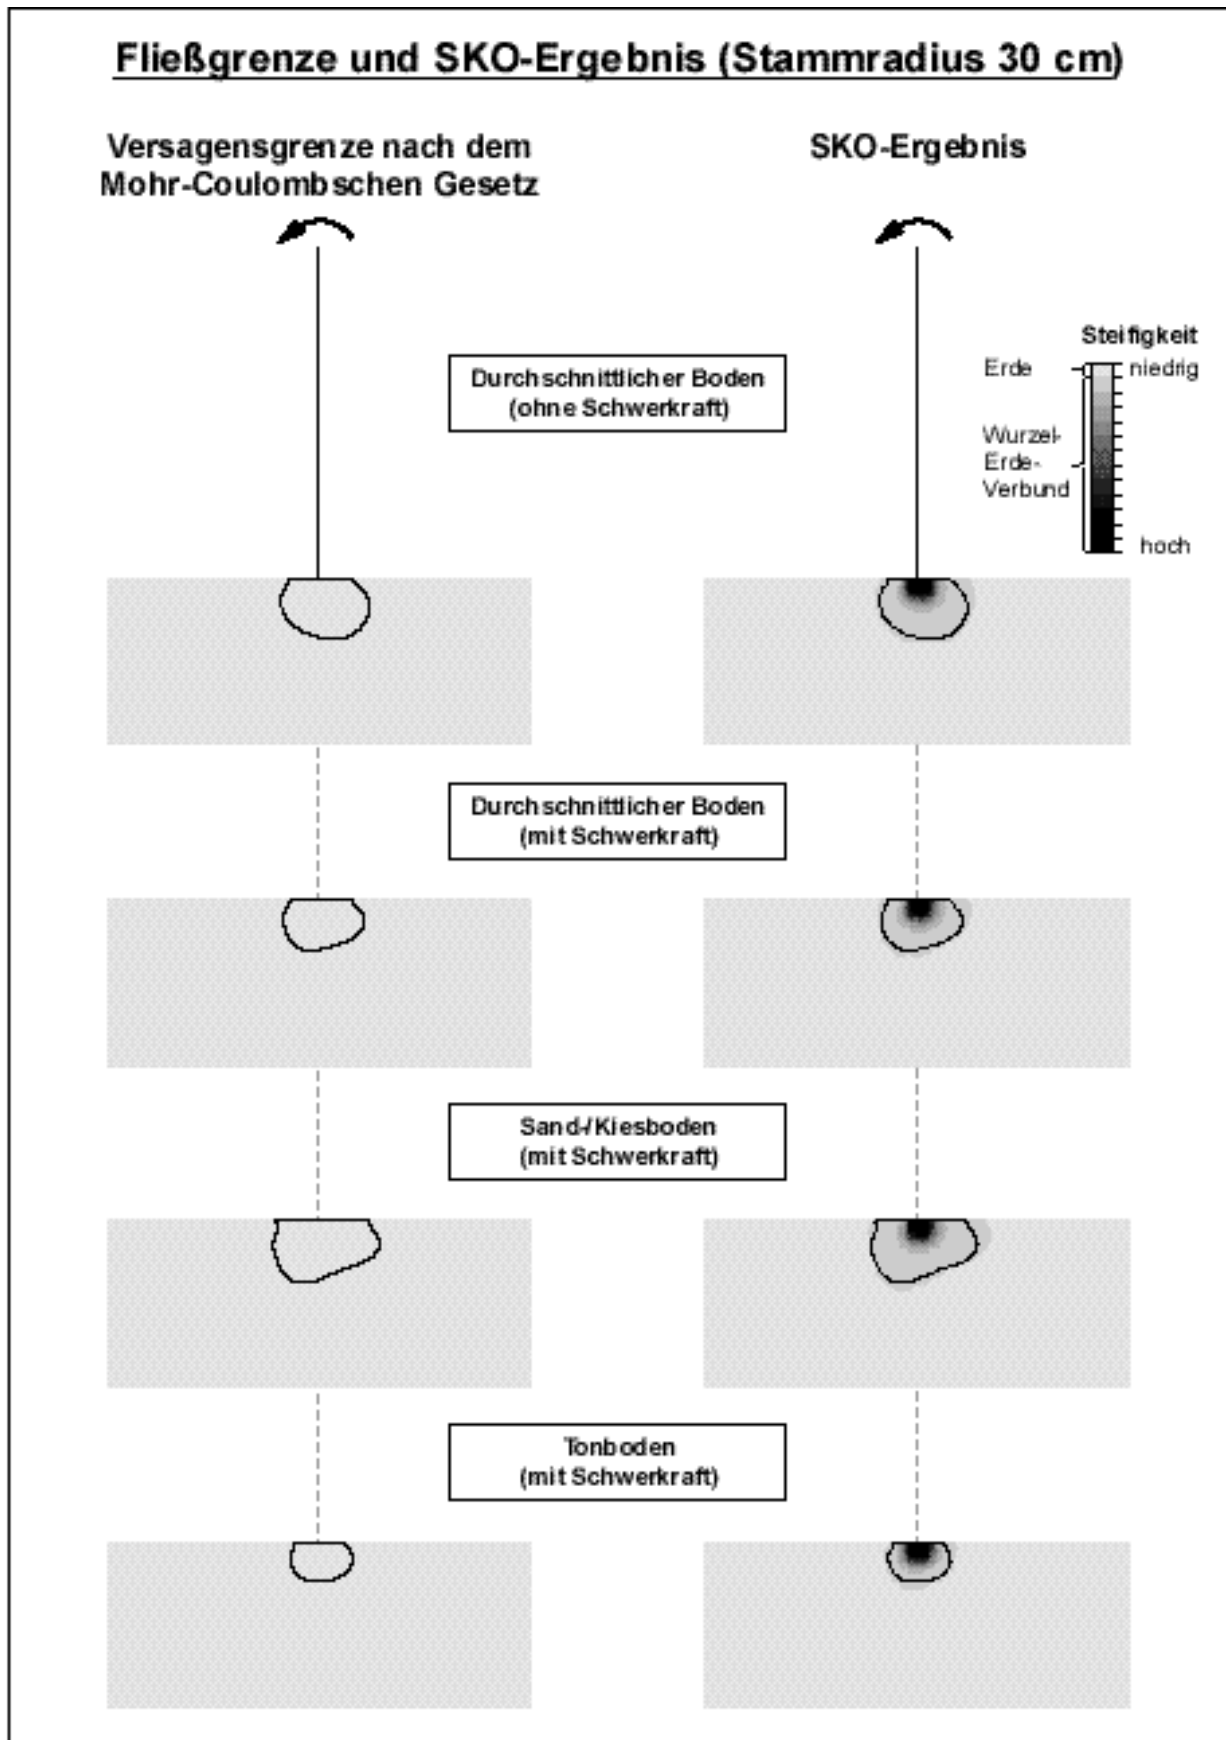 Fließgrenze und SKO-Ergebnis (Stammradius 30 cm)
Versagensgrenze nach dem
Mohr-Coulombschen Gesetz
SKO-Ergebnis
Steifigkeit
Erde
niedrig
Wurzel-
Erde-
Verbund
hoch
Durchschnittlicher Boden
(ohne Schwerkraft)
Durchschnittlicher Boden
(mit Schwerkraft)
Sand-/Kiesboden
(mit Schwerkraft)
Tonboden
(mit Schwerkraft)